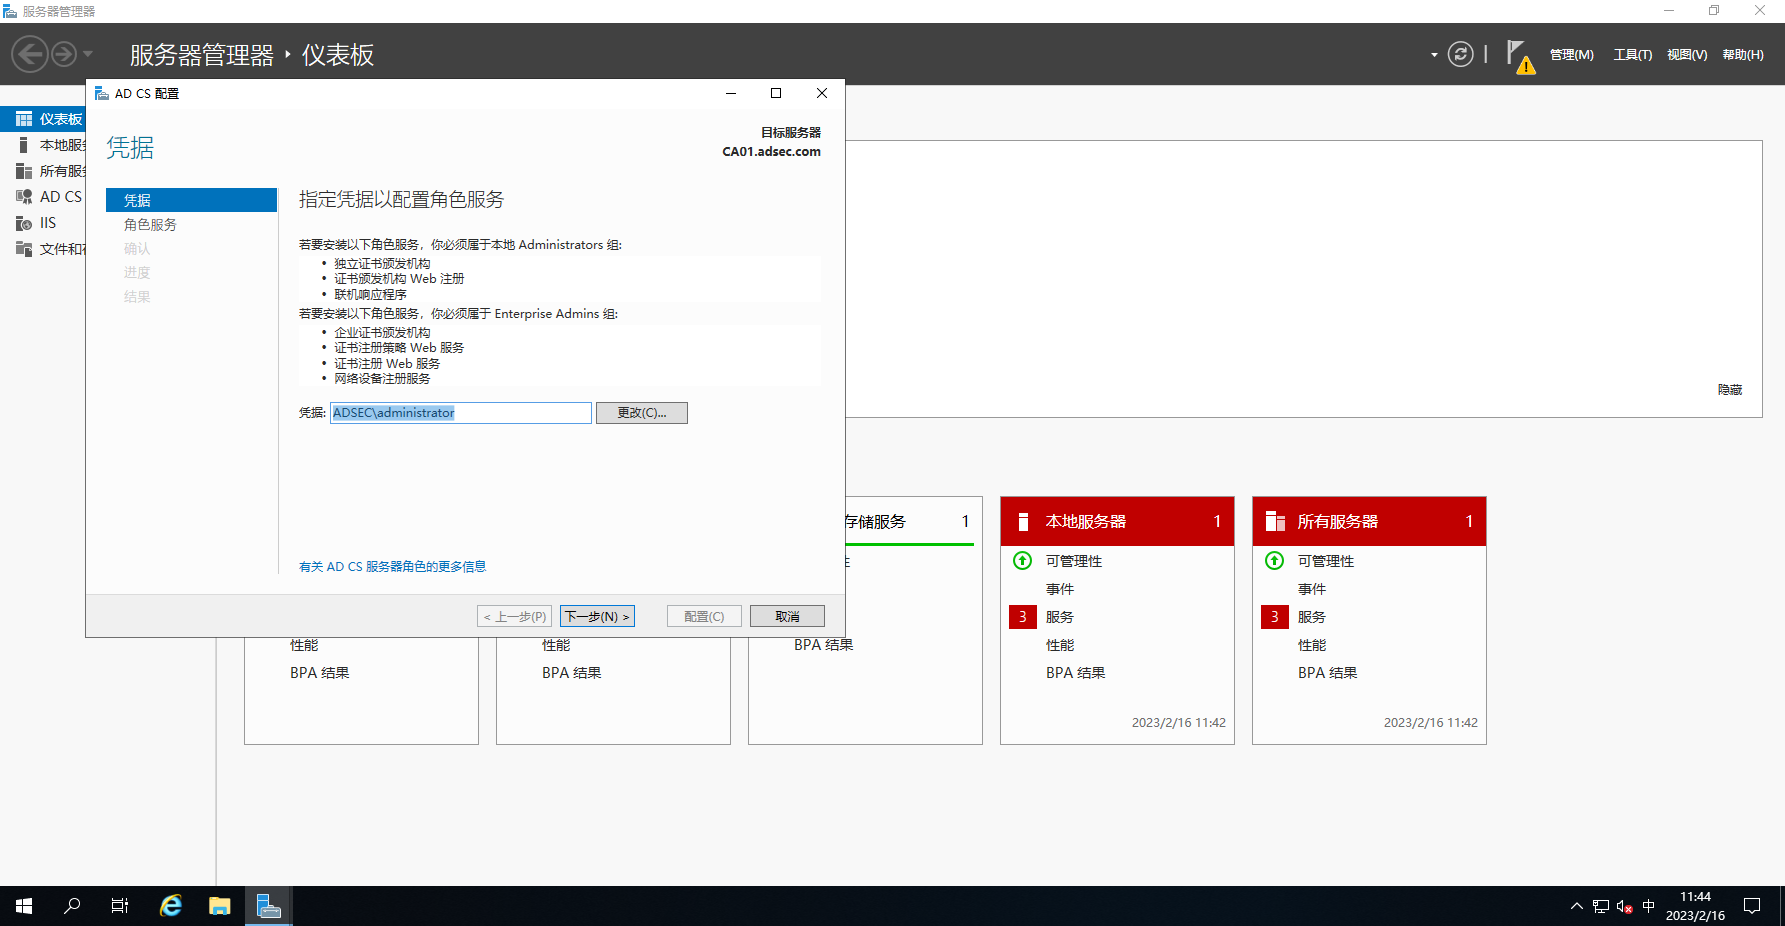 服务器管理器
服务器管理器 ‣ 仪表板
管理(M) 工具(T) 视图(V) 帮助(H)
仪表板
本地服务
所有服务
AD CS
IIS
文件和
AD CS 配置
凭据
目标服务器
CA01.adsec.com
凭据
角色服务
确认
进度
结果
指定凭据以配置角色服务
若要安装以下角色服务，你必须属于本地 Administrators 组:
• 独立证书颁发机构
• 证书颁发机构 Web 注册
• 联机响应程序
若要安装以下角色服务，你必须属于 Enterprise Admins 组:
• 企业证书颁发机构
• 证书注册策略 Web 服务
• 证书注册 Web 服务
• 网络设备注册服务
凭据: ADSEC\administrator 更改(C)...
有关 AD CS 服务器角色的更多信息
< 上一步(P) 下一步(N) > 配置(C) 取消
隐藏
性能
BPA 结果
性能
BPA 结果
存储服务 1
性
BPA 结果
本地服务器 1
可管理性
事件
3 服务
性能
BPA 结果
2023/2/16 11:42
所有服务器 1
可管理性
事件
3 服务
性能
BPA 结果
2023/2/16 11:42
中
11:44
2023/2/16